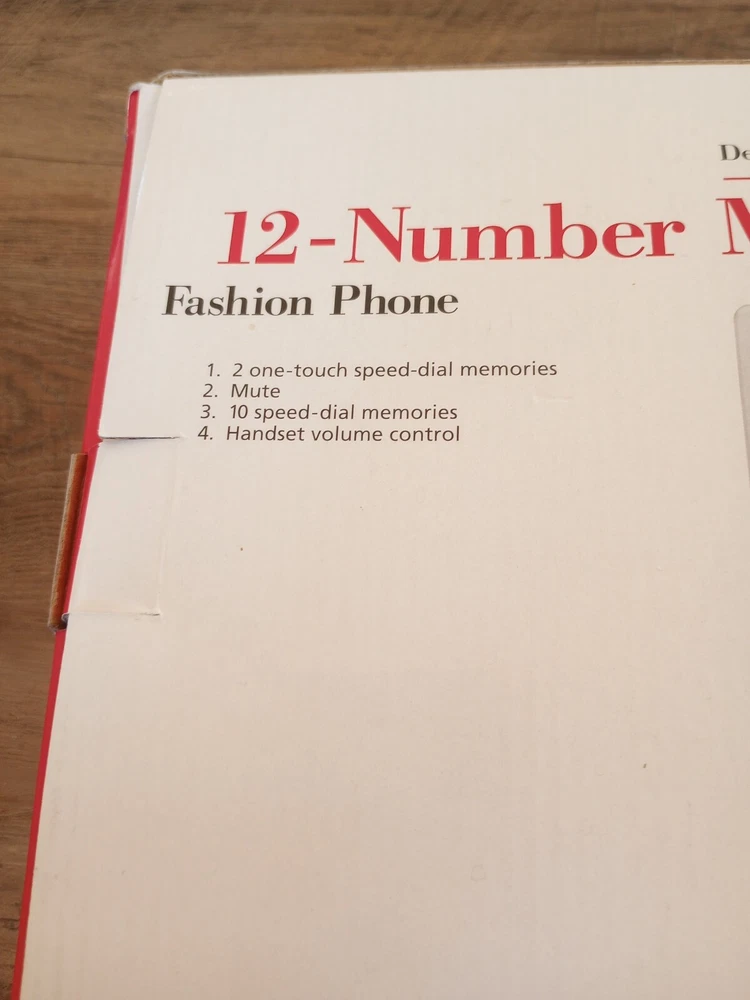 12-Number
Fashion Phone
1. 2 one-touch speed-dial memories
2. Mute
3. 10 speed-dial memories
4. Handset volume control